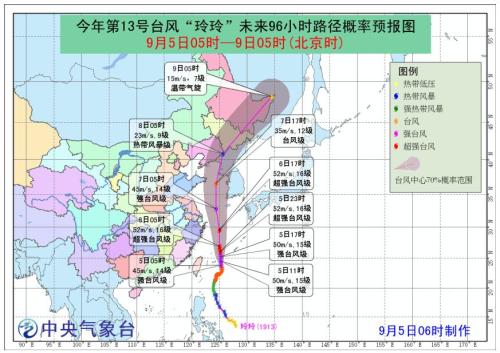 今年第13号台风“玲玲”未来96小时路径概率预报图
9月5日05时—9日05时(北京时)
9日05时
15m/s,7级
温带气旋
8日05时
23m/s,9级
热带风暴级
7日05时
45m/s,14级
强台风级
6日05时
52m/s,16级
超强台风级
5日05时
45m/s,14级
强台风级
7日17时
35m/s,12级
台风级
6日17时
52m/s,16级
超强台风级
5日23时
52m/s,16级
超强台风级
5日17时
50m/s,15级
强台风级
5日11时
50m/s,15级
强台风级
图例
热带低压
热带风暴
强热带风暴
台风
强台风
超强台风
台风中心70%概率范围
玲玲(1913)
中央气象台
9月5日06时制作
90°E 95°E 100°E 105°E 110°E 115°E 120°E 125°E 130°E 135°E 140°E 145°E 150°E 155°E 160°E